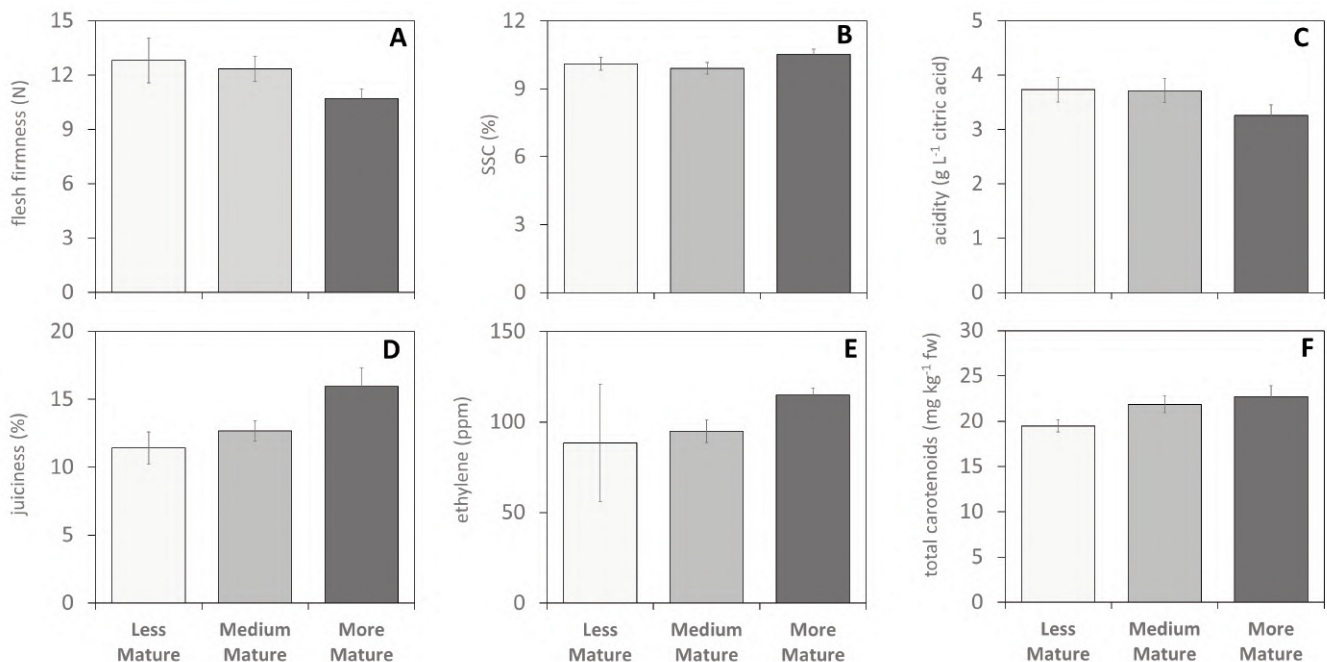 A
flesh firmness (N)
15
12
9
6
3
0
B
SSC (%)
12
9
6
3
0
C
acidity (g L⁻¹ citric acid)
5
4
3
2
1
0
D
juiciness (%)
20
15
10
5
0
Less
Mature
Medium
Mature
More
Mature
E
ethylene (ppm)
150
100
50
0
Less
Mature
Medium
Mature
More
Mature
F
total carotenoids (mg kg⁻¹ fw)
30
25
20
15
10
5
0
Less
Mature
Medium
Mature
More
Mature